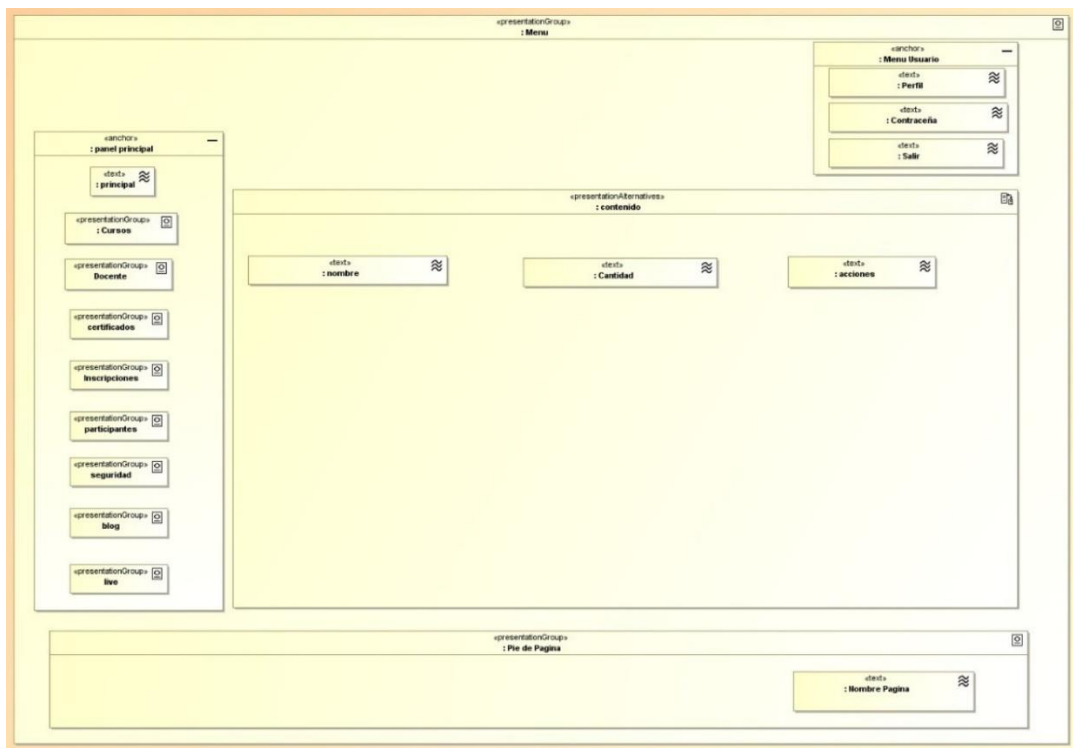 «presentationGroup»
: Menu
«anchor»
: Menu Usuario
«text»
: Perfil
«text»
: Contraceña
«text»
: Salir
«anchor»
: panel principal
«text»
: principal
«presentationGroup»
: Cursos
«presentationGroup»
Docente
«presentationGroup»
certificados
«presentationGroup»
Inscripciones
«presentationGroup»
participantes
«presentationGroup»
seguridad
«presentationGroup»
blog
«presentationGroup»
live
«presentationAlternatives»
: contenido
«text»
: nombre
«text»
: Cantidad
«text»
: acciones
«presentationGroup»
: Pie de Pagina
«text»
: Nombre Pagina